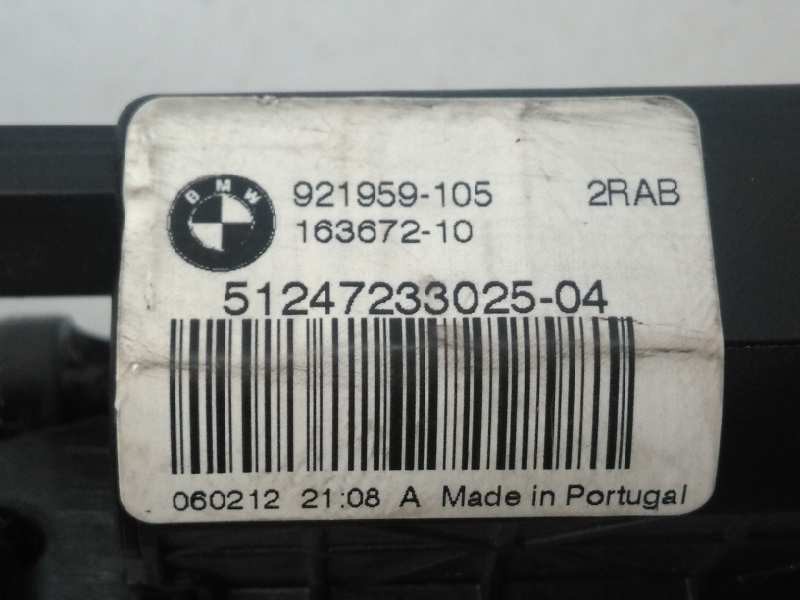 BMW
921959-105 2RAB
163672-10
51247233025-04
060212 21:08 A Made in Portugal